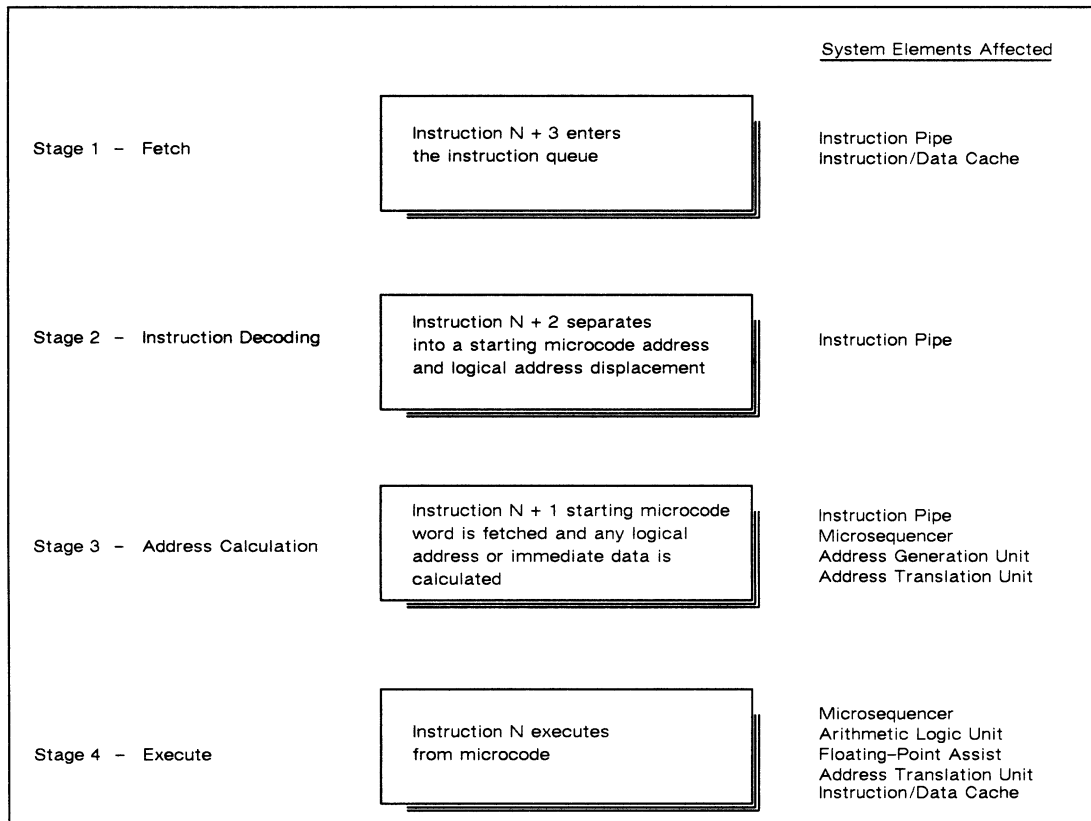 System Elements Affected
Stage 1 – Fetch
Instruction N + 3 enters
the instruction queue
Instruction Pipe
Instruction/Data Cache
Stage 2 – Instruction Decoding
Instruction N + 2 separates
into a starting microcode address
and logical address displacement
Instruction Pipe
Stage 3 – Address Calculation
Instruction N + 1 starting microcode
word is fetched and any logical
address or immediate data is
calculated
Instruction Pipe
Microsequencer
Address Generation Unit
Address Translation Unit
Stage 4 – Execute
Instruction N executes
from microcode
Microsequencer
Arithmetic Logic Unit
Floating–Point Assist
Address Translation Unit
Instruction/Data Cache